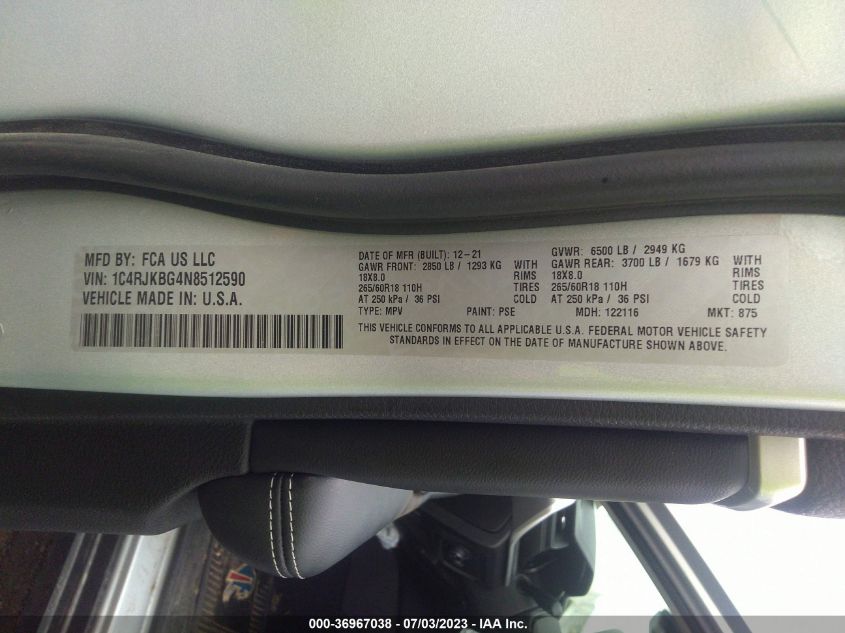 MFD BY: FCA US LLC
VIN: 1C4RJKBG4N8512590
VEHICLE MADE IN: U.S.A.
DATE OF MFR (BUILT): 12-21
GAWR FRONT: 2850 LB / 1293 KG WITH
18X8.0 RIMS
265/60R18 110H TIRES
AT 250 kPa / 36 PSI COLD
TYPE: MPV PAINT: PSE
GVWR: 6500 LB / 2949 KG
GAWR REAR: 3700 LB / 1679 KG WITH
18X8.0 RIMS
265/60R18 110H TIRES
AT 250 kPa / 36 PSI COLD
MDH: 122116 MKT: 875
THIS VEHICLE CONFORMS TO ALL APPLICABLE U.S.A. FEDERAL MOTOR VEHICLE SAFETY
STANDARDS IN EFFECT ON THE DATE OF MANUFACTURE SHOWN ABOVE.
000-36967038 - 07/03/2023 - IAA Inc.